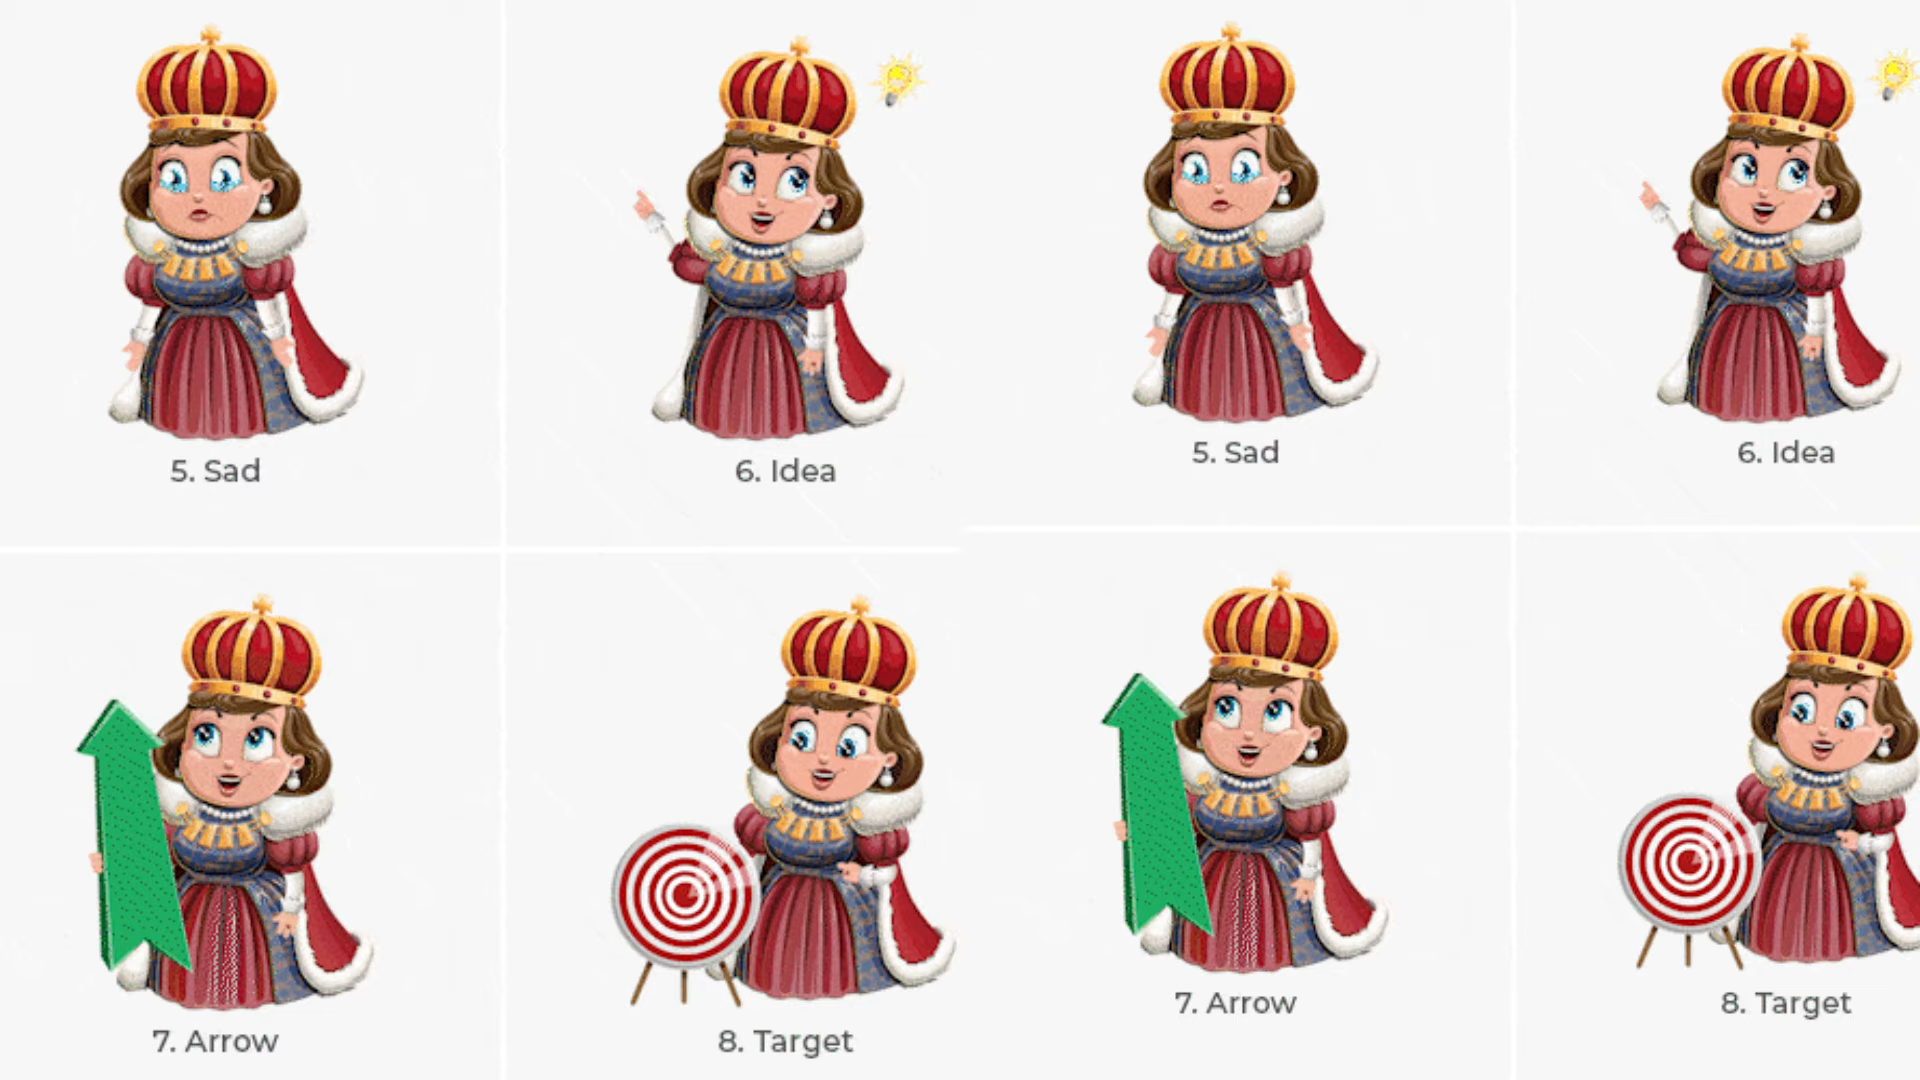 5. Sad
6. Idea
5. Sad
6. Idea
7. Arrow
8. Target
7. Arrow
8. Target